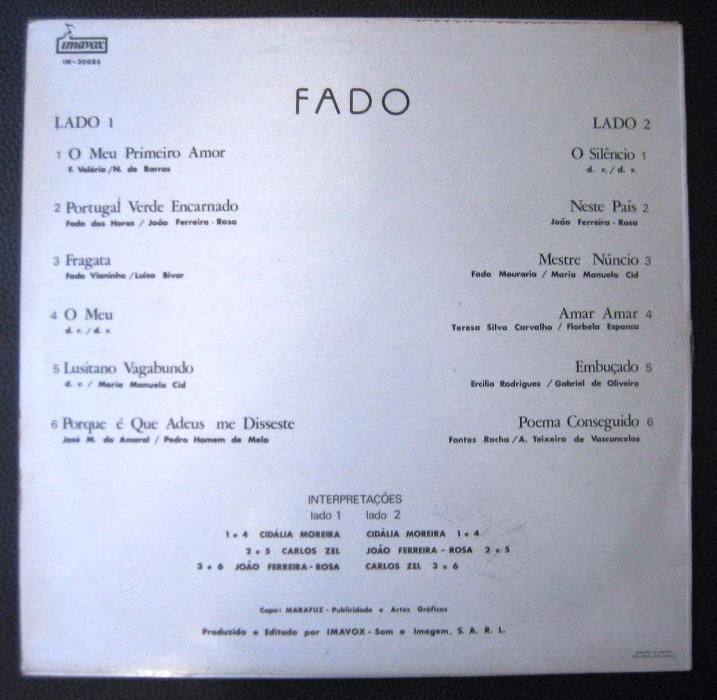 imavox
IM-30085
FADO
LADO 1
1 O Meu Primeiro Amor
F. Valério/N. de Barros
2 Portugal Verde Encarnado
Fado das Horas / João Ferreira-Rosa
3 Fragata
Fado Vianinha /Luisa Bivar
4 O Meu
d. r./d. r.
5 Lusitano Vagabundo
d. r./ Maria Manuela Cid
6 Porque é Que Adeus me Disseste
José M. do Amaral / Pedro Homem de Melo
LADO 2
O Silêncio 1
d. r./d. r.
Neste País 2
João Ferreira-Rosa
Mestre Núncio 3
Fado Mouraria / Maria Manuela Cid
Amar Amar 4
Teresa Silva Carvalho / Florbela Espanca
Embuçado 5
Ercilia Rodrigues / Gabriel de Oliveira
Poema Conseguido 6
Fontes Rocha /A. Teixeira de Vasconcelos
INTERPRETAÇÕES
lado 1 lado 2
1 e 4 CIDÁLIA MOREIRA CIDÁLIA MOREIRA 1 e 4
2 e 5 CARLOS ZEL JOÃO FERREIRA-ROSA 2 e 5
3 e 6 JOÃO FERREIRA-ROSA CARLOS ZEL 3 e 6
Capa: MARAFUZ-Publicidade e Artes Gráficas
Produzido e Editado por IMAVOX-Som e Imagem, S. A. R. L.